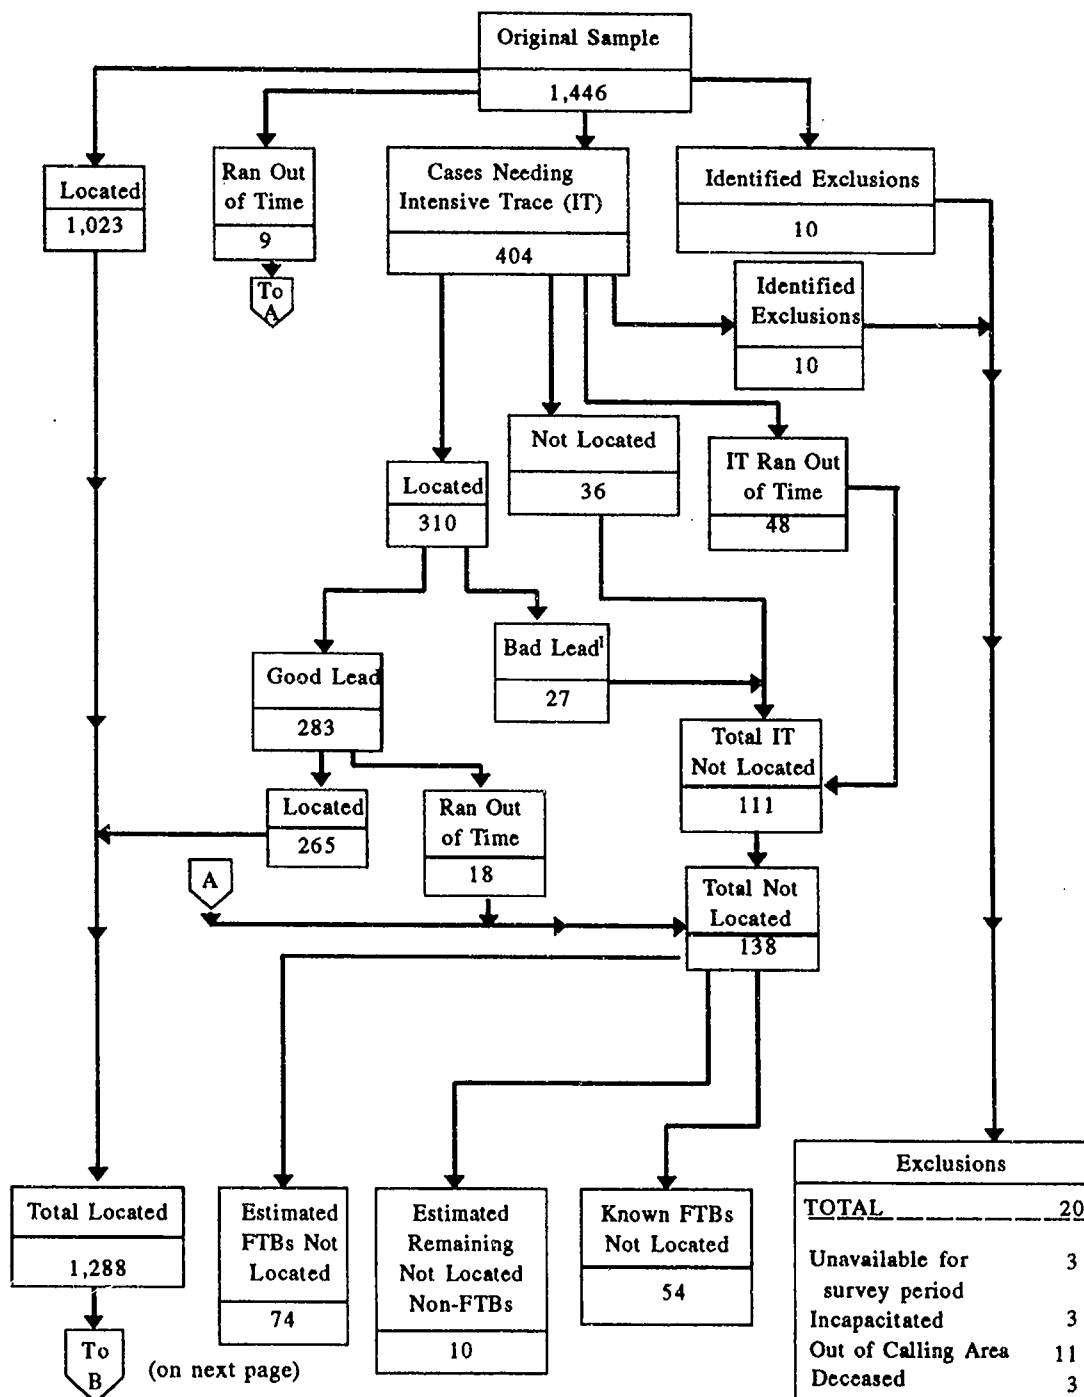 Original Sample
1,446
Located
1,023
Ran Out
of Time
9
To
A
Cases Needing
Intensive Trace (IT)
404
Identified Exclusions
10
Identified
Exclusions
10
Located
310
Not Located
36
IT Ran Out
of Time
48
Good Lead
283
Bad Lead¹
27
Total IT
Not Located
111
Located
265
Ran Out
of Time
18
A
Total Not
Located
138
Total Located
1,288
To
B
(on next page)
Estimated
FTBs Not
Located
74
Estimated
Remaining
Not Located
Non-FTBs
10
Known FTBs
Not Located
54
Exclusions
TOTAL 20
Unavailable for 3
survey period
Incapacitated 3
Out of Calling Area 11
Deceased 3